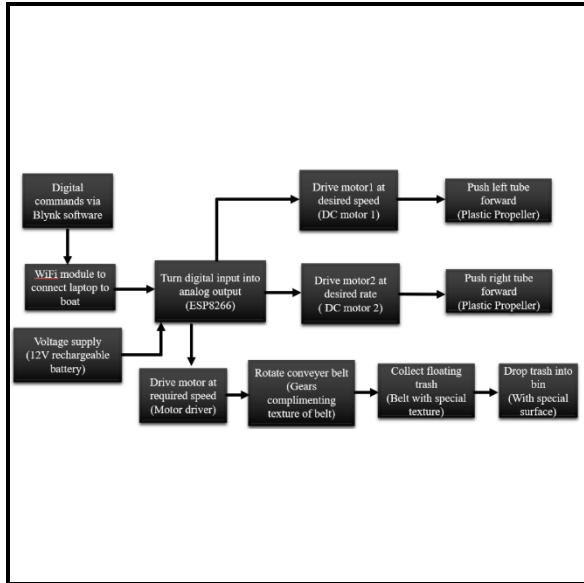 Digital
commands via
Blynk software
WiFi module to
connect laptop to
boat
Voltage supply
(12V rechargeable
battery)
Turn digital input into
analog output
(ESP8266)
Drive motor1 at
desired speed
(DC motor 1)
Push left tube
forward
(Plastic Propeller)
Drive motor2 at
desired rate
( DC motor 2)
Push right tube
forward
(Plastic Propeller)
Drive motor at
required speed
(Motor driver)
Rotate conveyer belt
(Gears
complimenting
texture of belt)
Collect floating
trash
(Belt with special
texture)
Drop trash into
bin
(With special
surface)